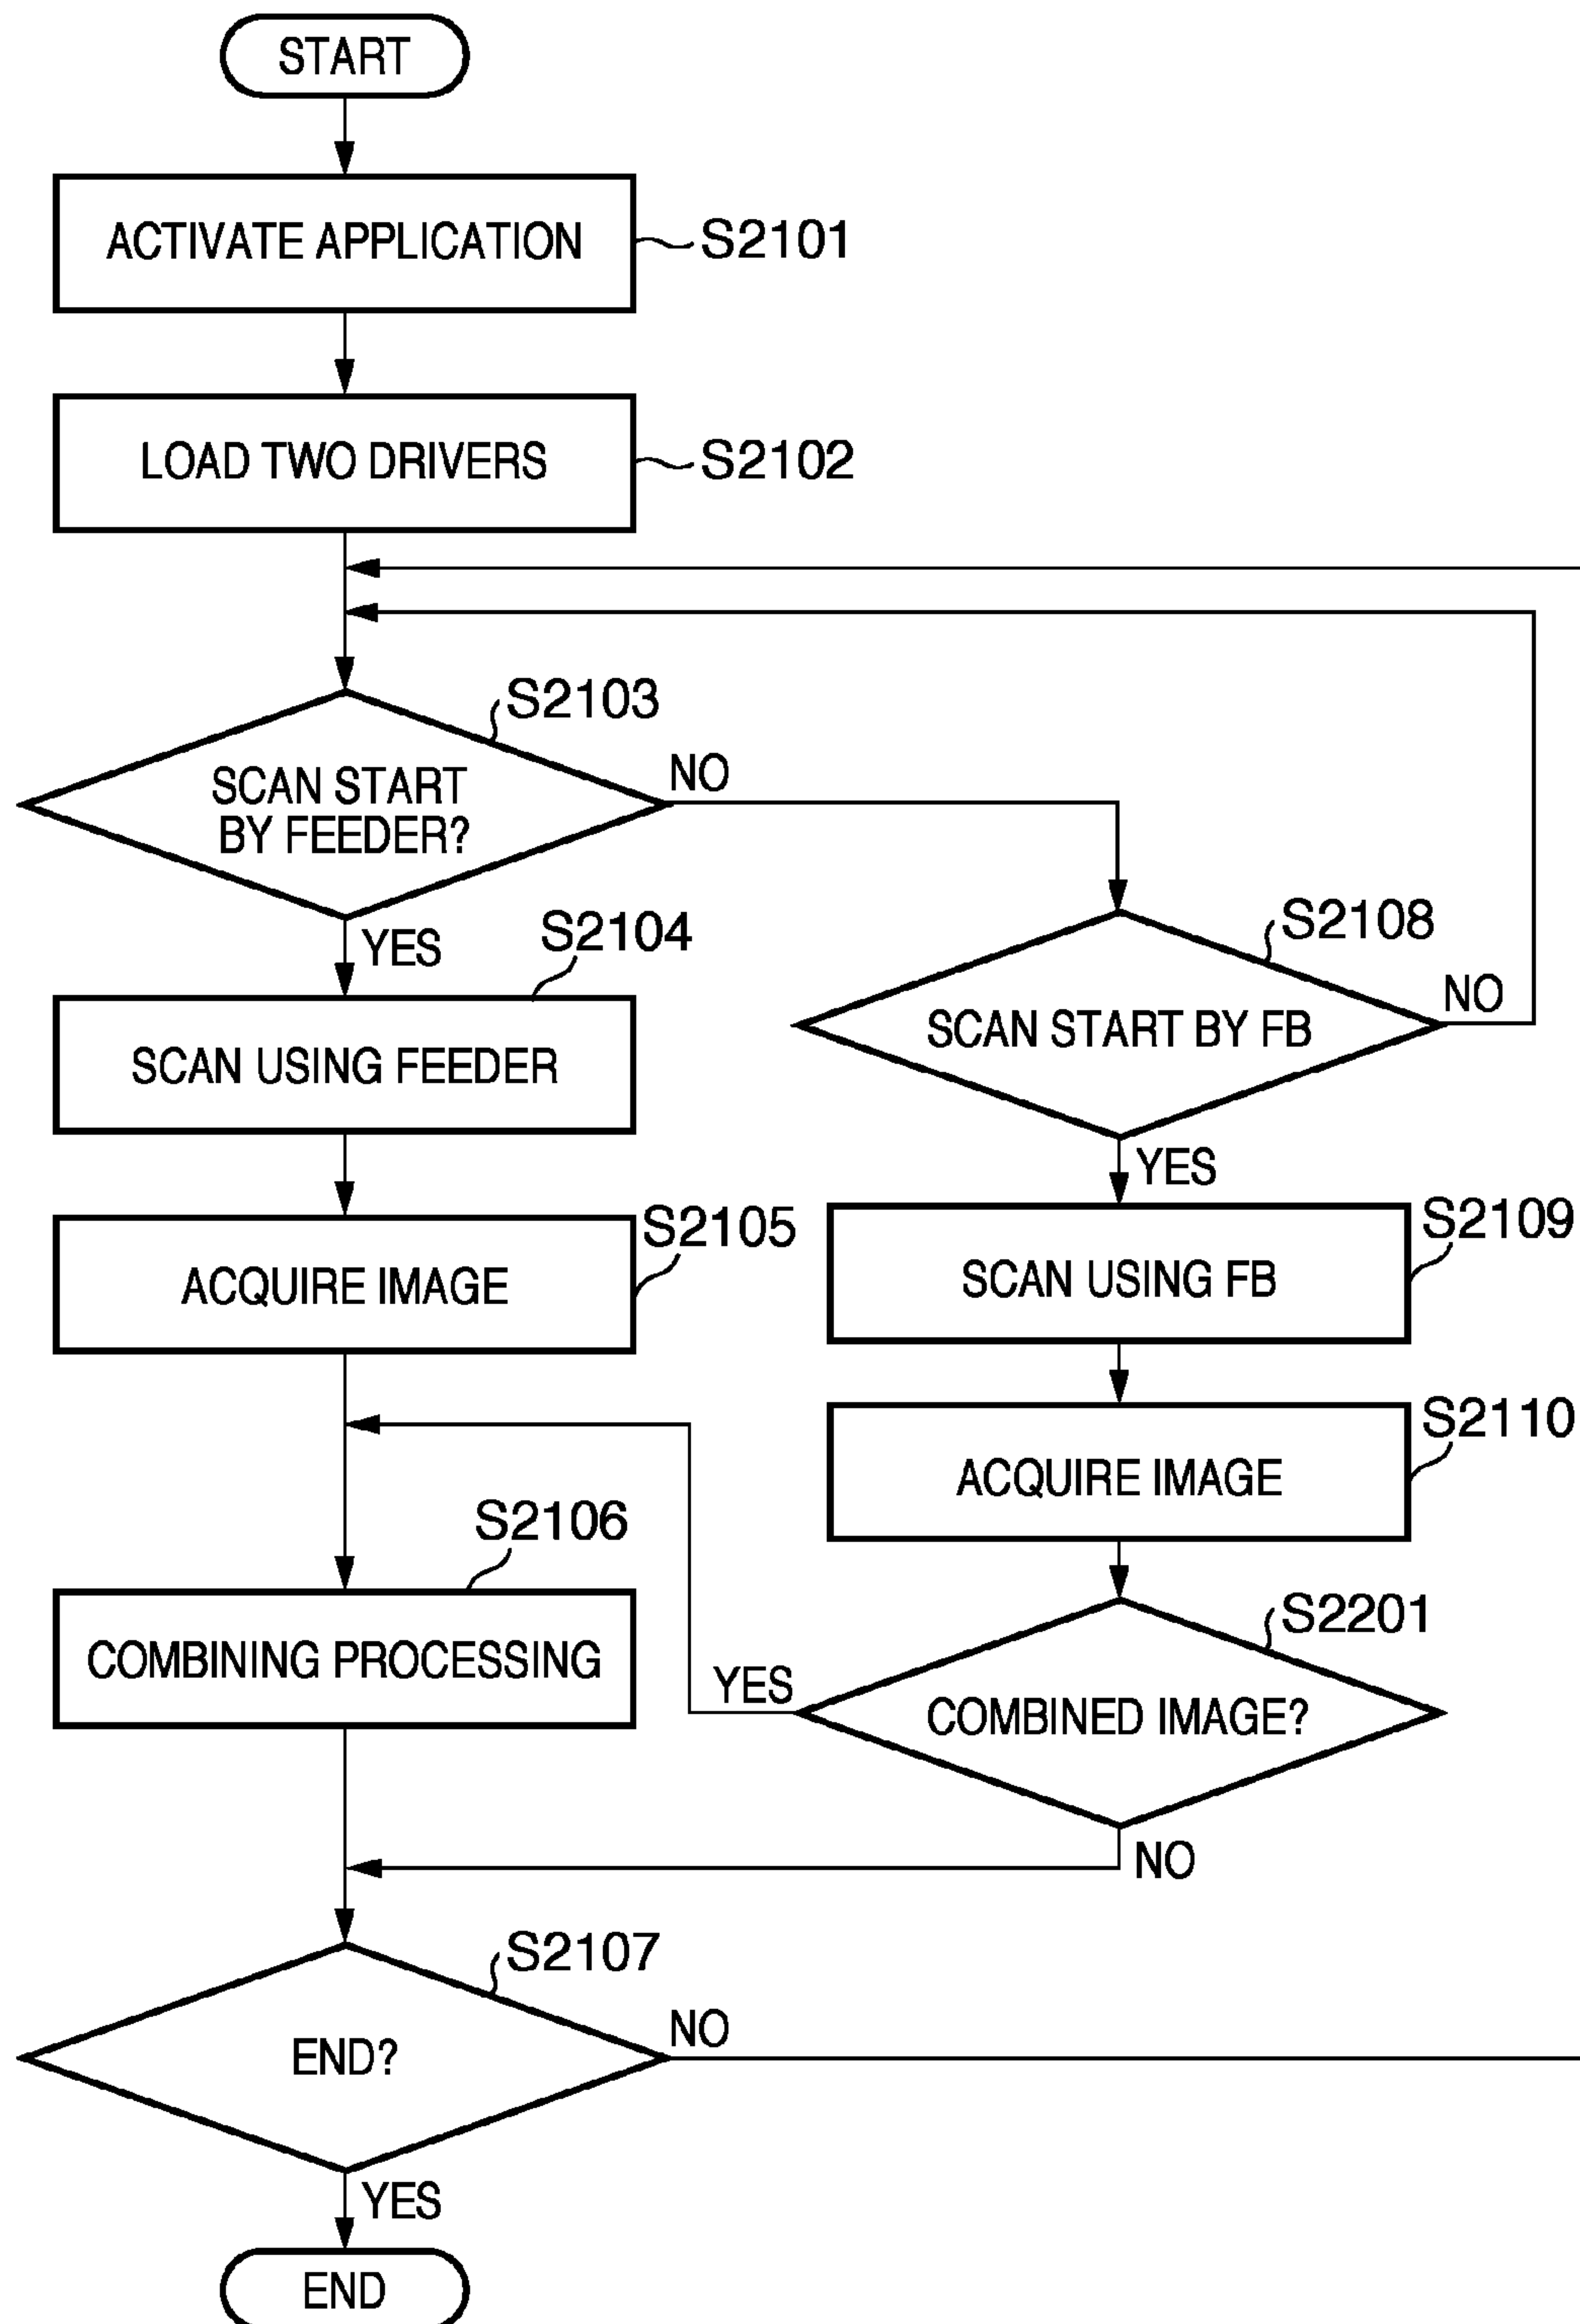 START
ACTIVATE APPLICATION
S2101
LOAD TWO DRIVERS
S2102
S2103
SCAN START
BY FEEDER?
NO
YES
S2104
SCAN USING FEEDER
S2105
ACQUIRE IMAGE
S2108
SCAN START BY FB
NO
YES
S2109
SCAN USING FB
S2110
ACQUIRE IMAGE
S2201
COMBINED IMAGE?
YES
NO
S2106
COMBINING PROCESSING
S2107
END?
NO
YES
END